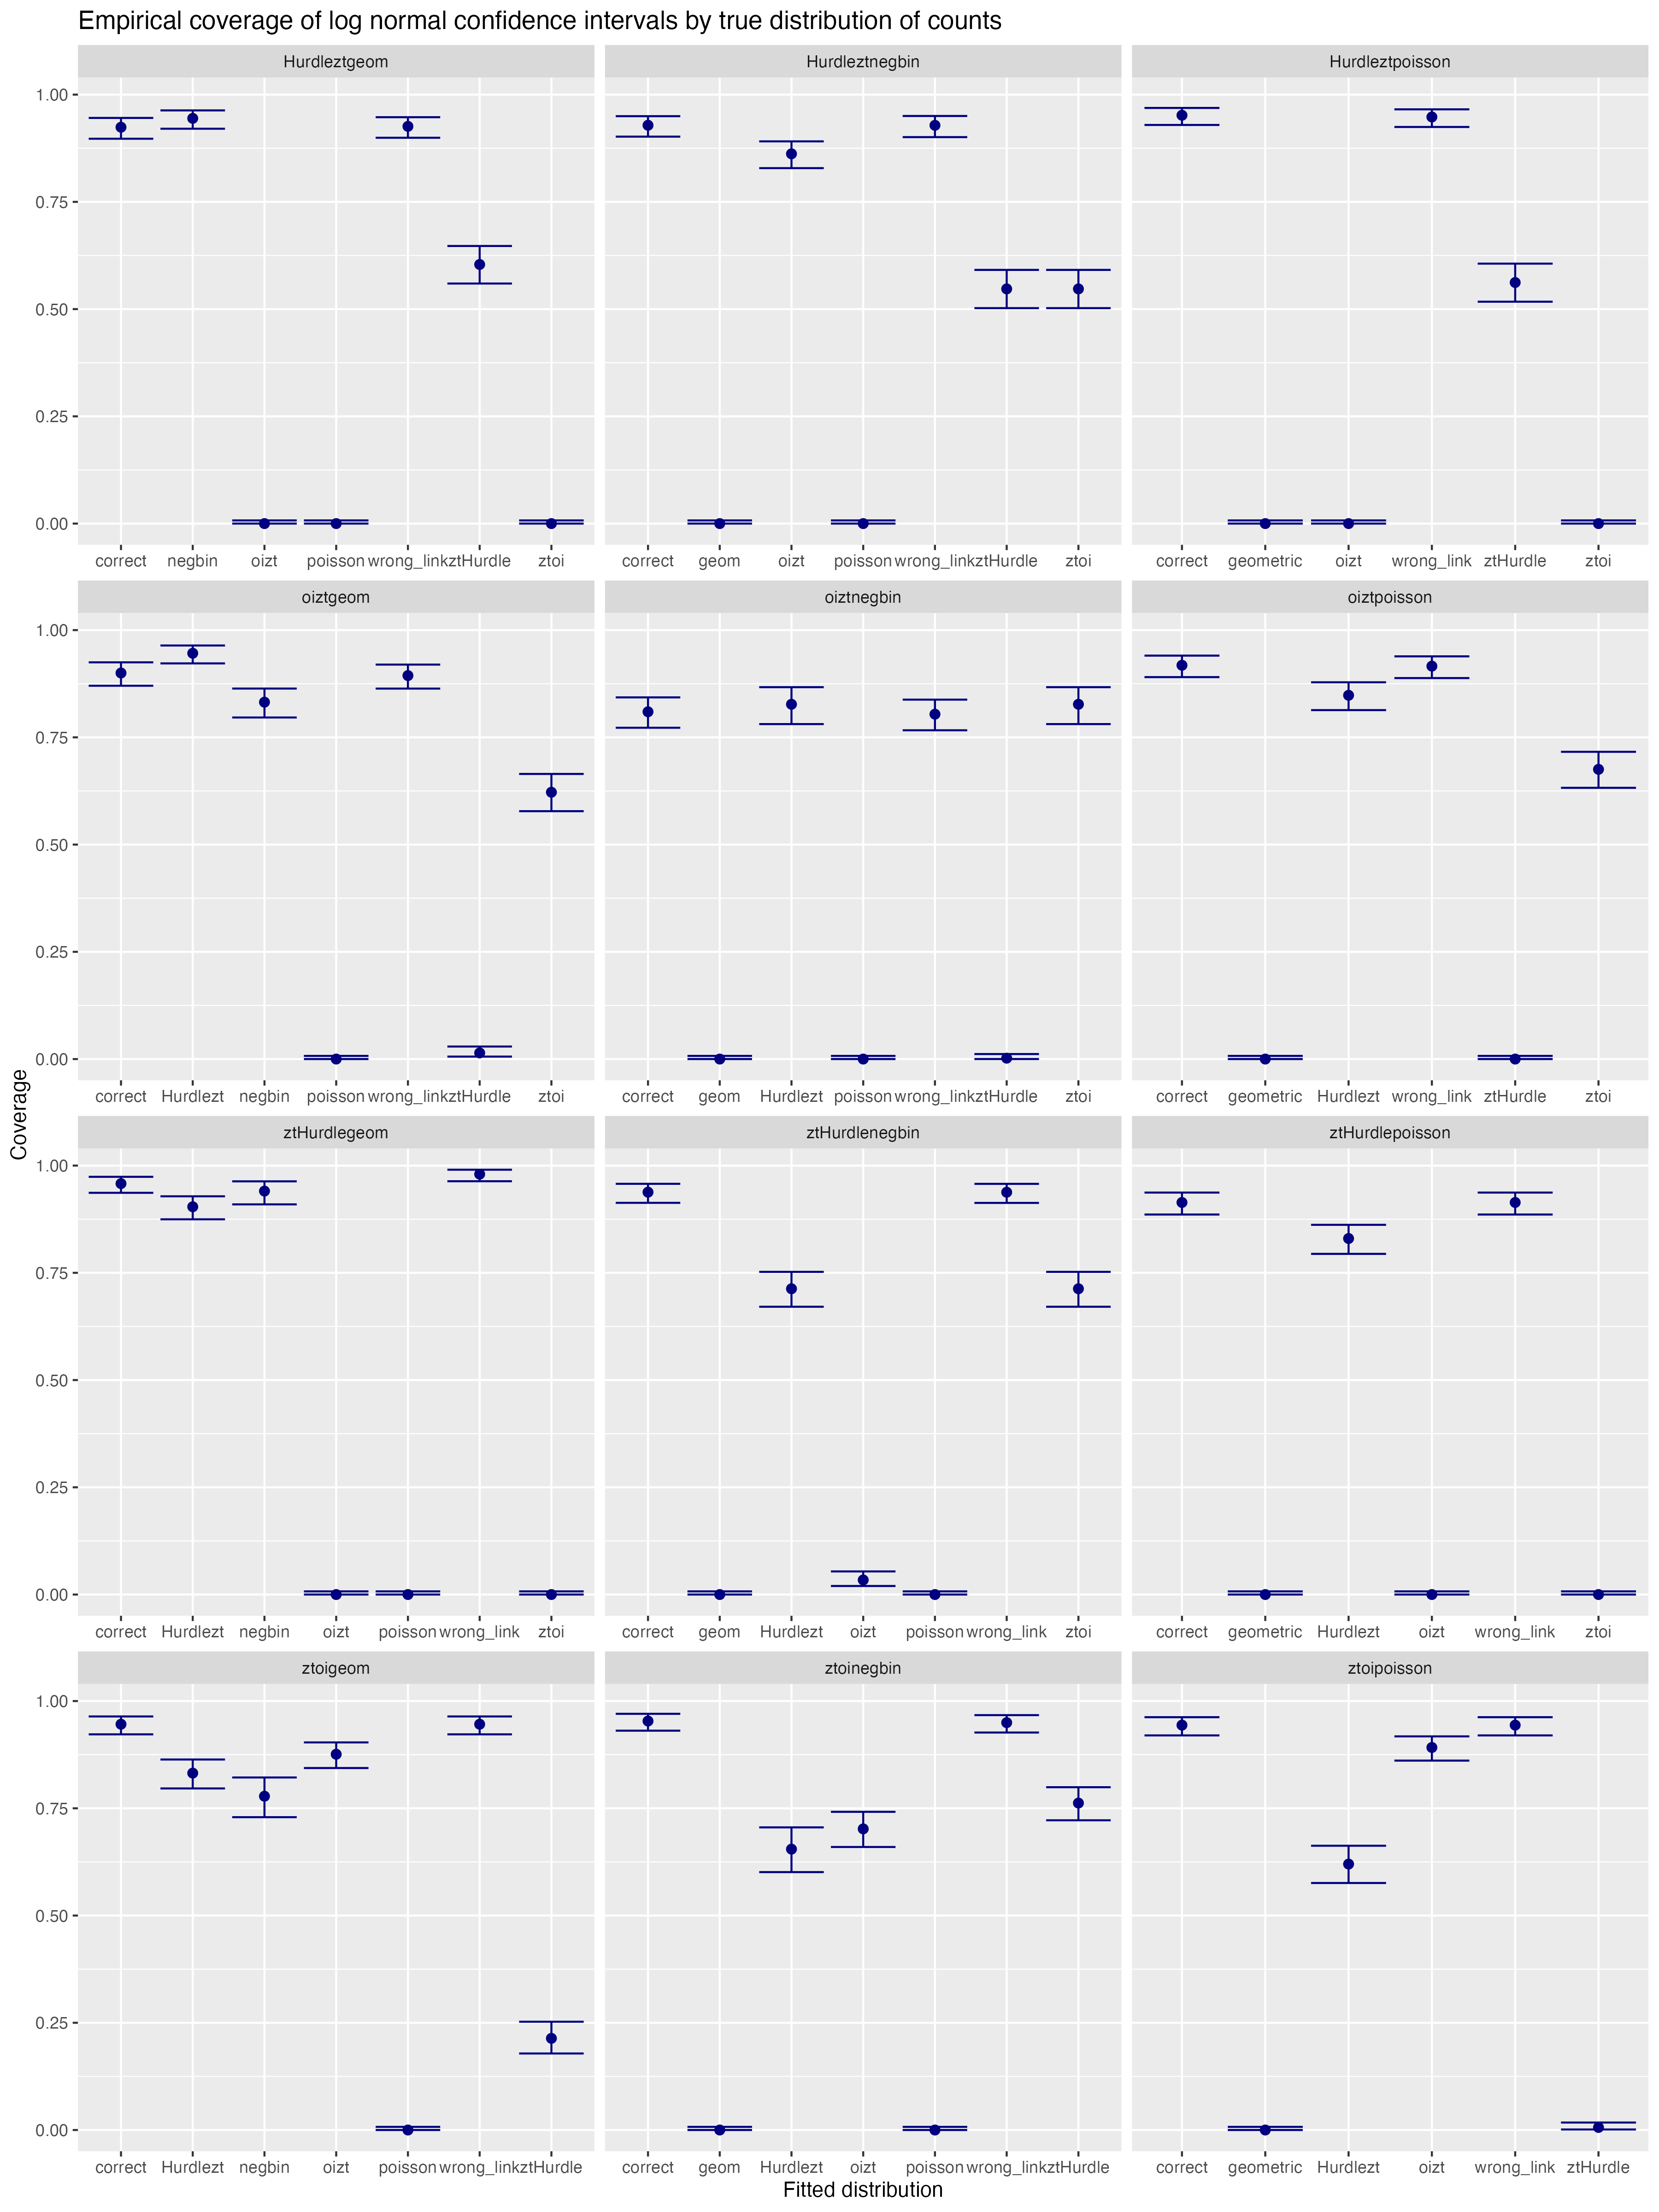 Empirical coverage of log normal confidence intervals by true distribution of counts
Hurdleztgeom Hurdleztnegbin Hurdleztpoisson
1.00
0.75
0.50
0.25
0.00
correct negbin oizt poisson wrong_link ztHurdle ztoi correct geom oizt poisson wrong_link ztHurdle ztoi correct geometric oizt wrong_link ztHurdle ztoi
oiztgeom oiztnegbin oiztpoisson
1.00
0.75
0.50
0.25
0.00
correct Hurdlezt negbin poisson wrong_link ztHurdle ztoi correct geom Hurdlezt poisson wrong_link ztHurdle ztoi correct geometric Hurdlezt wrong_link ztHurdle ztoi
Coverage
ztHurdlegeom ztHurdlenegbin ztHurdlepoisson
1.00
0.75
0.50
0.25
0.00
correct Hurdlezt negbin oizt poisson wrong_link ztoi correct geom Hurdlezt oizt poisson wrong_link ztoi correct geometric Hurdlezt oizt wrong_link ztoi
ztoigeom ztoinegbin ztoipoisson
1.00
0.75
0.50
0.25
0.00
correct Hurdlezt negbin oizt poisson wrong_link ztHurdle correct geom Hurdlezt oizt poisson wrong_link ztHurdle correct geometric Hurdlezt oizt wrong_link ztHurdle
Fitted distribution